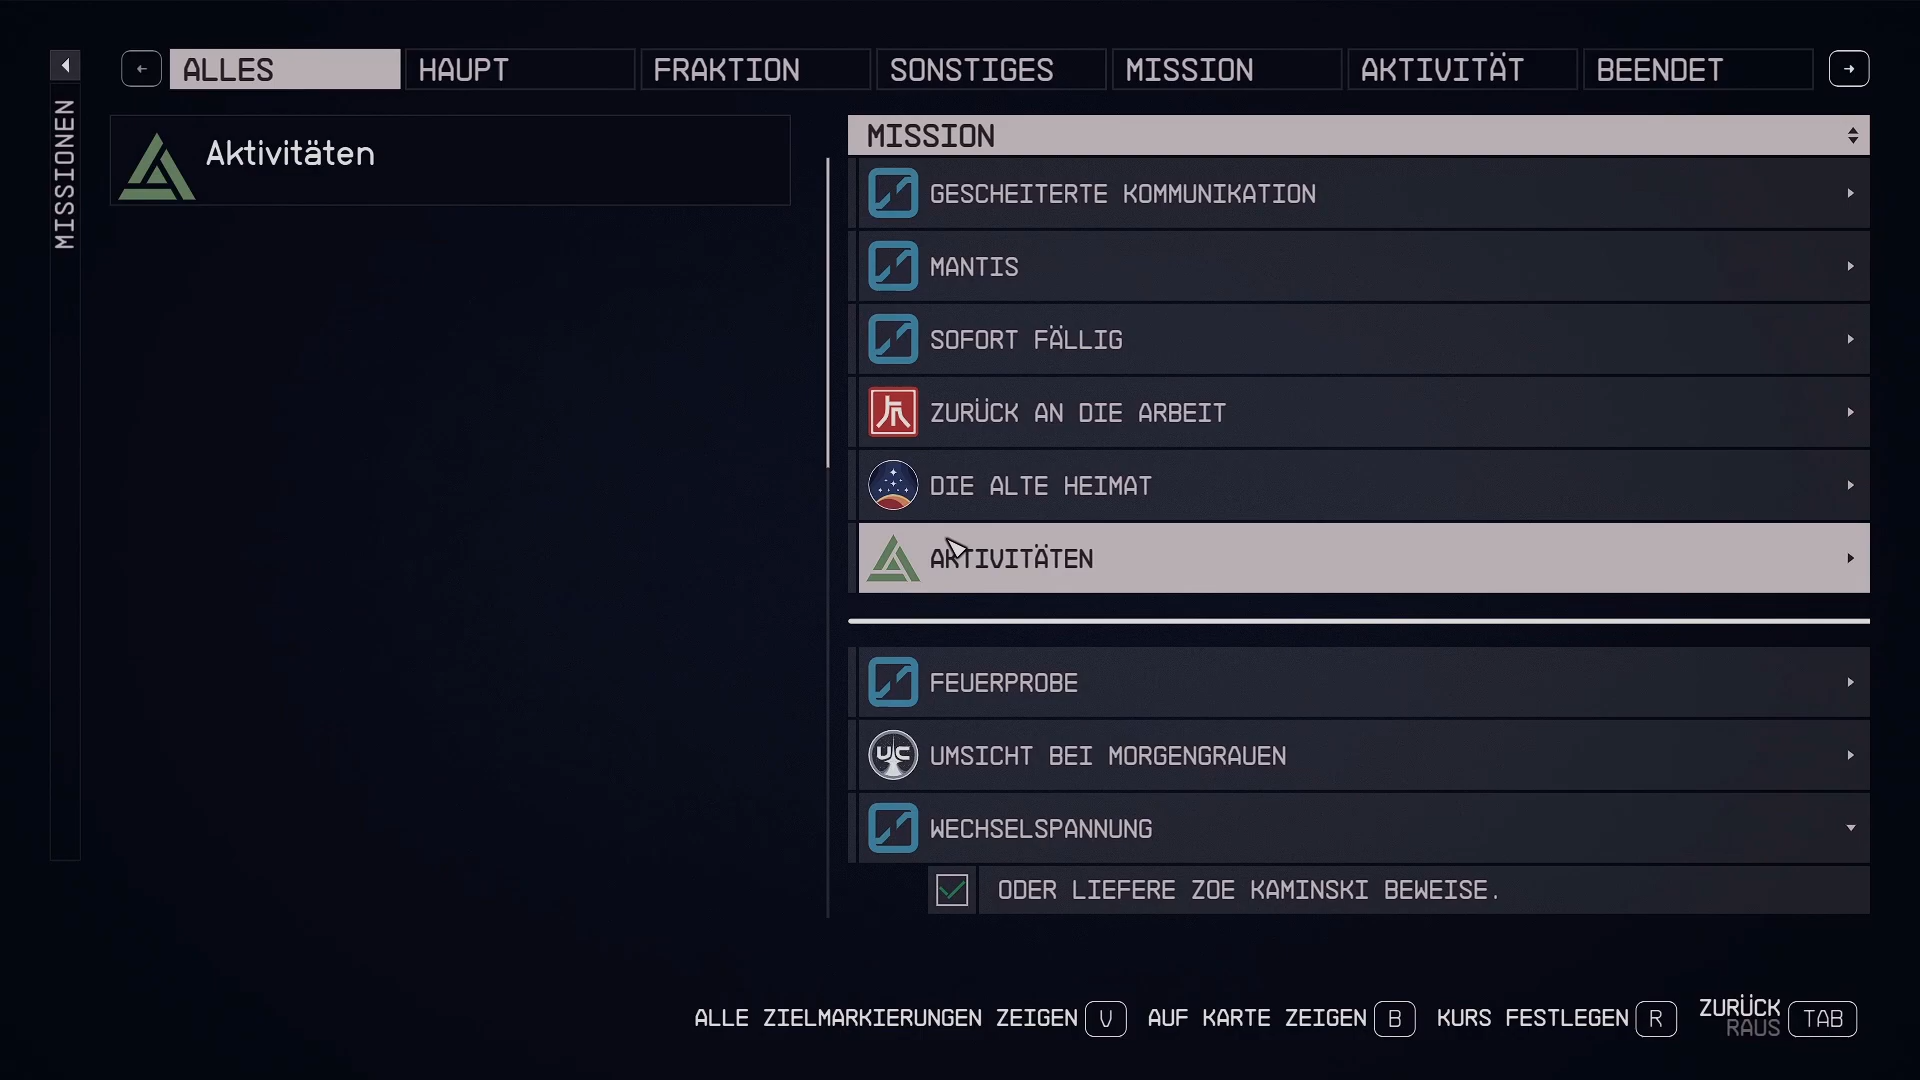 ALLES
HAUPT
FRAKTION
SONSTIGES
MISSION
AKTIVITÄT
BEENDET
MISSIONEN
Aktivitäten
MISSION
GESCHEITERTE KOMMUNIKATION
MANTIS
SOFORT FÄLLIG
ZURÜCK AN DIE ARBEIT
DIE ALTE HEIMAT
AKTIVITÄTEN
FEUERPROBE
UC
UMSICHT BEI MORGENGRAUEN
WECHSELSPANNUNG
ODER LIEFERE ZOE KAMINSKI BEWEISE.
ALLE ZIELMARKIERUNGEN ZEIGEN V
AUF KARTE ZEIGEN B
KURS FESTLEGEN R
ZURÜCK TAB
RAUS